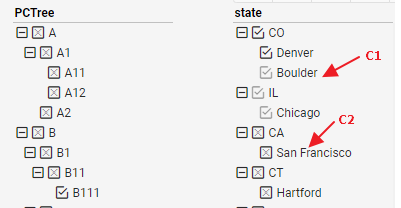 PCTree
A
A1
A11
A12
A2
B
B1
B11
B111
state
CO
Denver
Boulder
C1
IL
Chicago
CA
C2
San Francisco
CT
Hartford